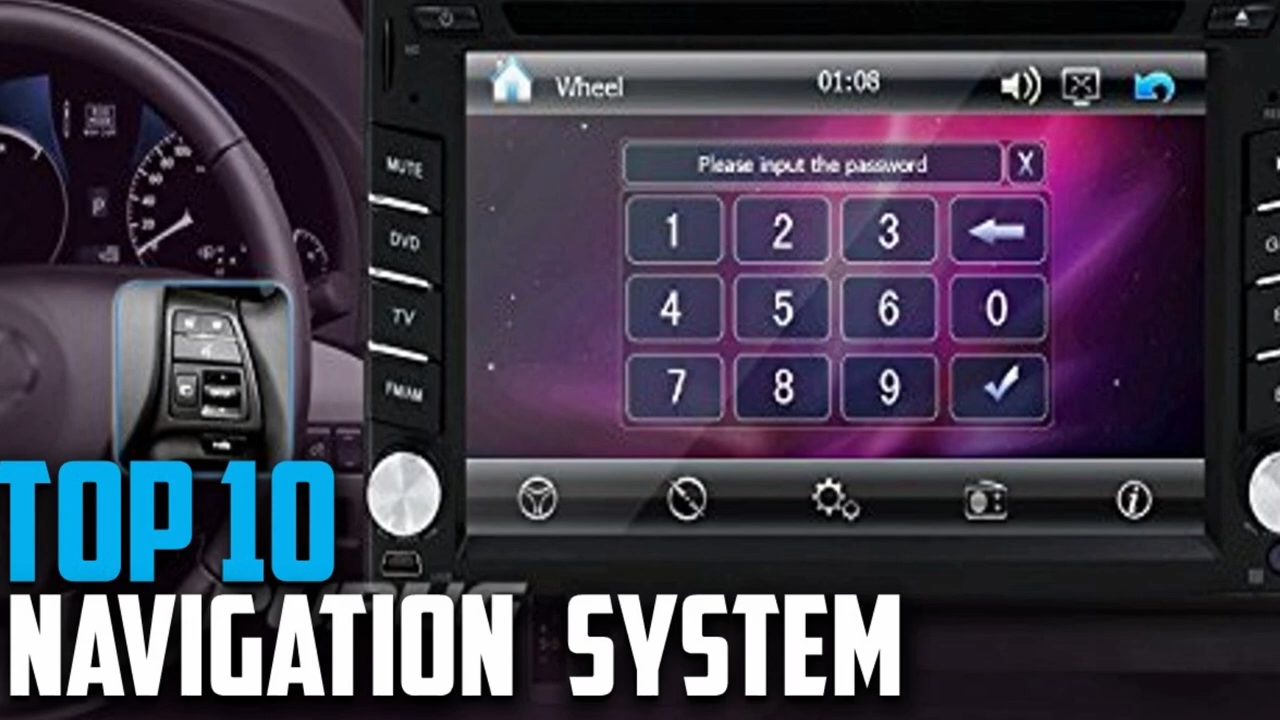 Wheel 01:08
MUTE
Please input the password X
1 2 3
DVD
4 5 6 0
TV
7 8 9
FM/AM
P
TOP 10
NAVIGATION SYSTEM